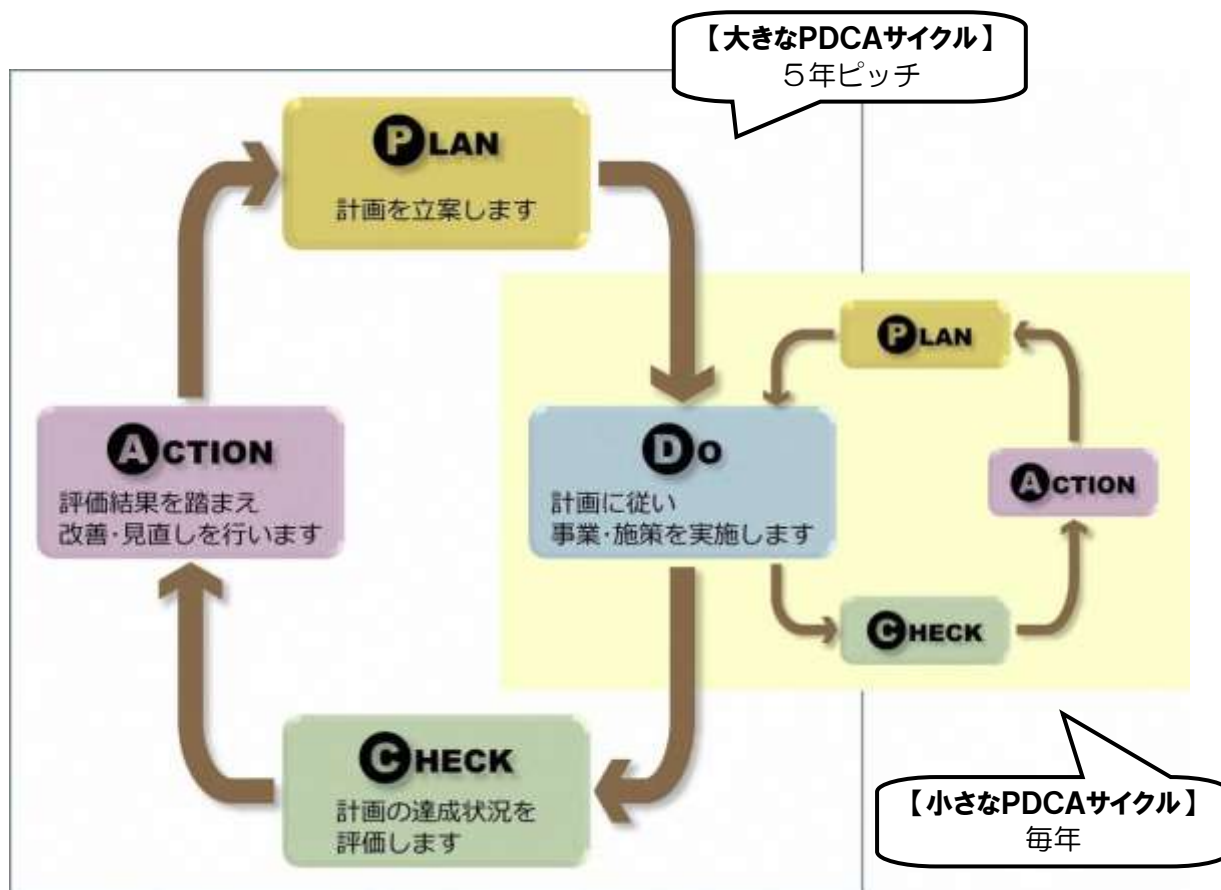 【大きなPDCAサイクル】
５年ピッチ
PLAN
計画を立案します
PLAN
ACTION
評価結果を踏まえ
改善・見直しを行います
DO
計画に従い
事業・施策を実施します
ACTION
CHECK
CHECK
計画の達成状況を
評価します
【小さなPDCAサイクル】
毎年